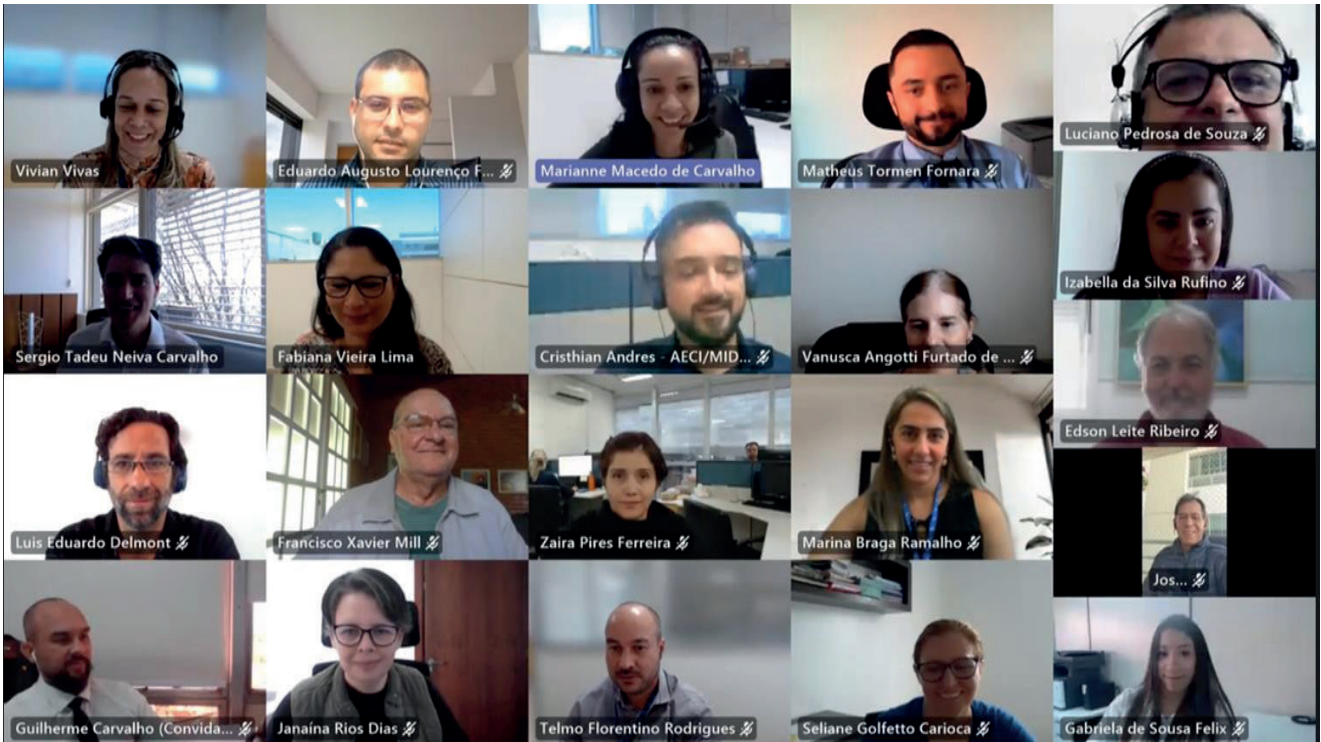 Vivian Vivas
Eduardo Augusto Lourenço F...
Marianne Macedo de Carvalho
Matheus Tormen Fornara
Luciano Pedrosa de Souza
Sergio Tadeu Neiva Carvalho
Fabiana Vieira Lima
Cristhian Andres - AECI/MID...
Vanusca Angotti Furtado de ...
Izabella da Silva Rufino
Luis Eduardo Delmont
Francisco Xavier Mill
Zaira Pires Ferreira
Marina Braga Ramalho
Edson Leite Ribeiro
Jos...
Guilherme Carvalho (Convida...
Janaína Rios Dias
Telmo Florentino Rodrigues
Seliane Golfetto Carioca
Gabriela de Sousa Felix